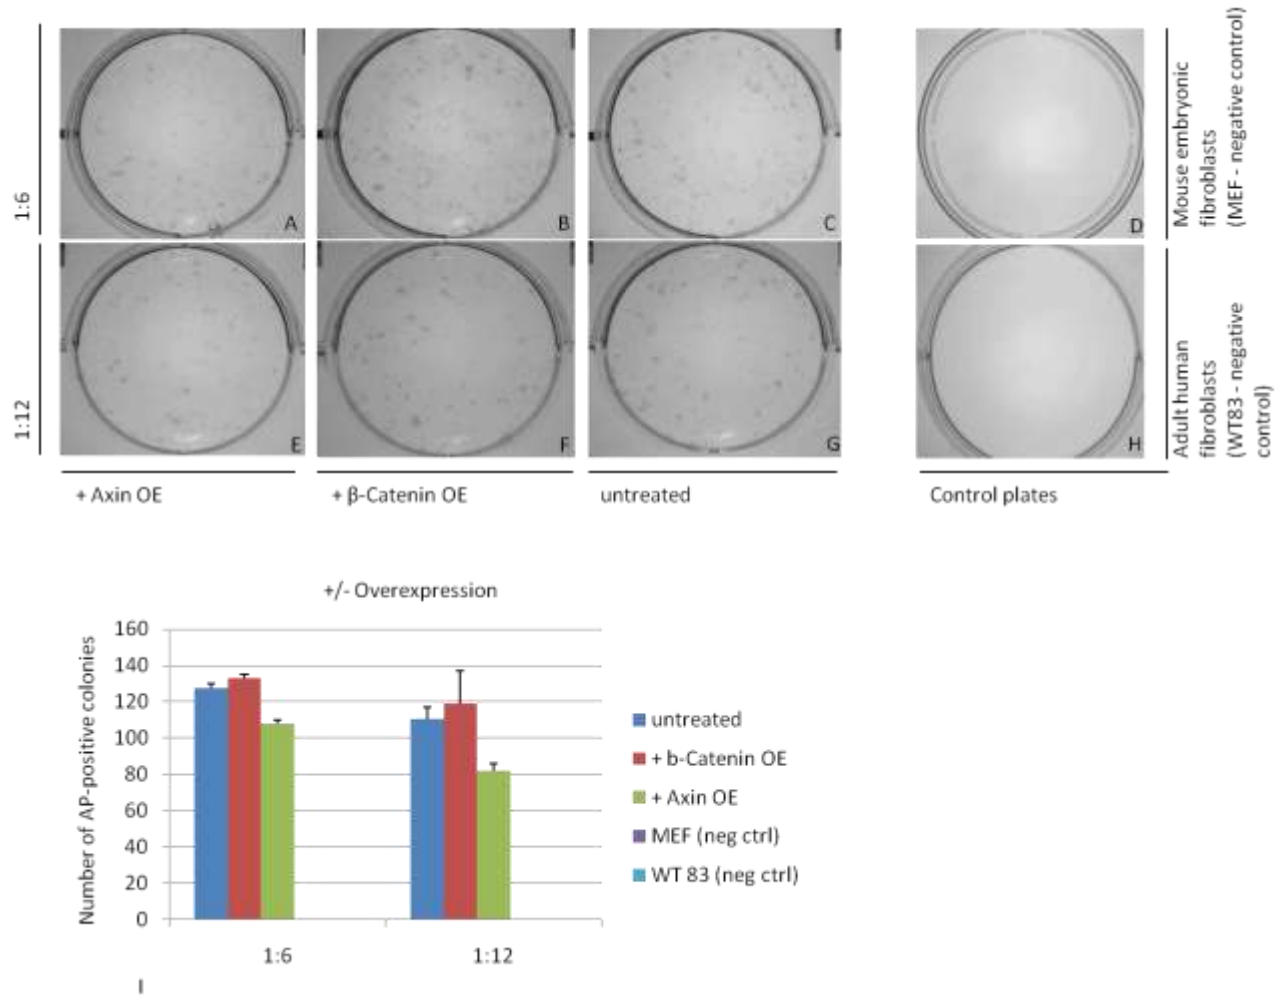 1:6
A
B
C
D
Mouse embryonic
fibroblasts
(MEF - negative control)
1:12
E
F
G
H
Adult human
fibroblasts
(WT83 - negative
control)
+ Axin OE
+ β-Catenin OE
untreated
Control plates
+/- Overexpression
Number of AP-positive colonies
160
140
120
100
80
60
40
20
0
1:6
1:12
untreated
+ b-Catenin OE
+ Axin OE
MEF (neg ctrl)
WT 83 (neg ctrl)
I